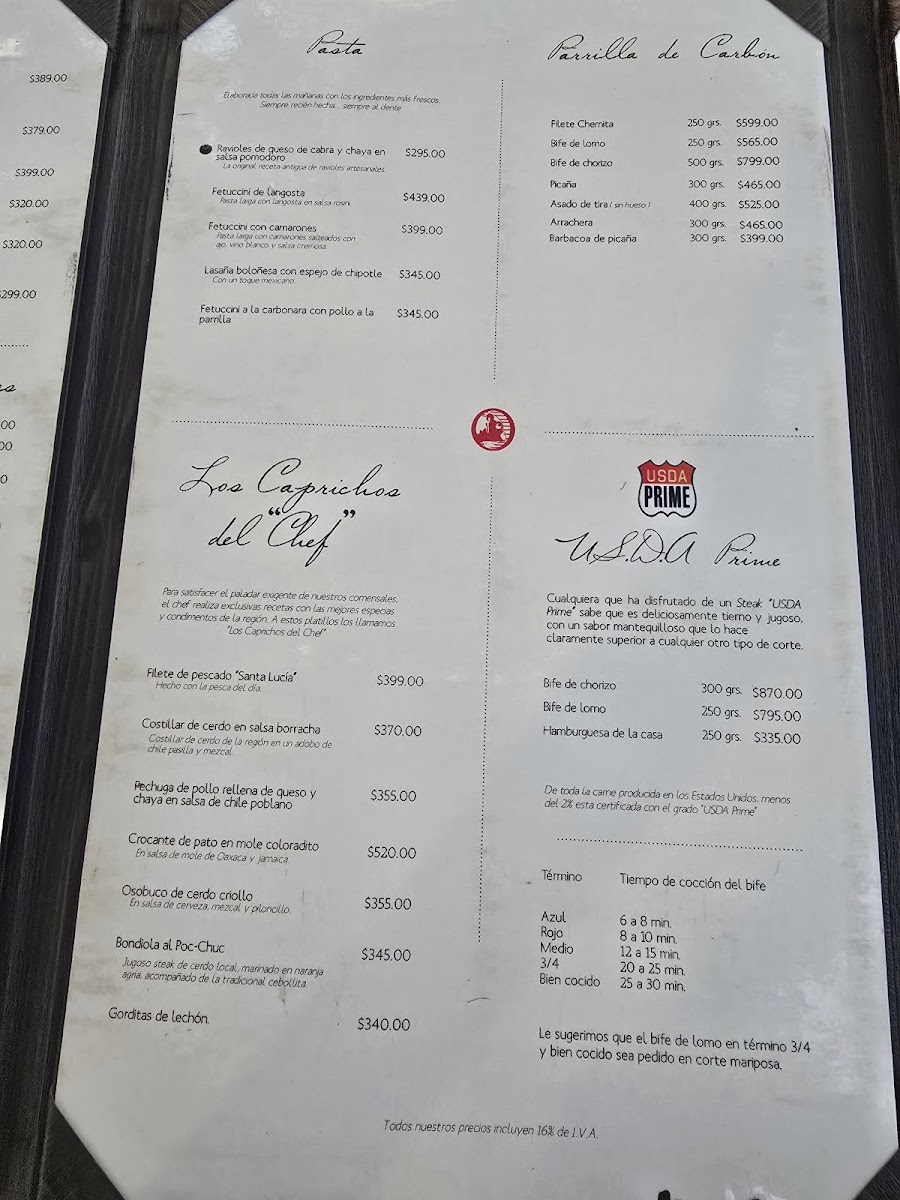 $389.00
$379.00
$399.00
$320.00
$320.00
$299.00
Pasta
Elaborada todas las mañanas con los ingredientes más frescos.
Siempre recién hecha... siempre al dente
Ravioles de queso de cabra y chaya en $295.00
salsa pomodoro
La original receta antigua de ravioles artesanales.
Fetuccini de langosta $439.00
Pasta larga con langosta en salsa rosin.
Fetuccini con camarones $399.00
Pasta larga con camarones salteados con
ajo, vino blanco y salsa cremosa.
Lasaña boloñesa con espejo de chipotle $345.00
Con un toque mexicano.
Fetuccini a la carbonara con pollo a la $345.00
parrilla
Parrilla de Carbón
Filete Chemita 250 grs. $599.00
Bife de lomo 250 grs. $565.00
Bife de chorizo 500 grs. $799.00
Picaña 300 grs. $465.00
Asado de tira ( sin hueso ) 400 grs. $525.00
Arrachera 300 grs. $465.00
Barbacoa de picaña 300 grs. $399.00
Los Caprichos
del “Chef”
Para satisfacer el paladar exigente de nuestros comensales,
el chef realiza exclusivas recetas con las mejores especias
y condimentos de la región. A estos platillos los llamamos
"Los Caprichos del Chef"
Filete de pescado "Santa Lucía" $399.00
Hecho con la pesca del día.
Costillar de cerdo en salsa borracha $370.00
Costillar de cerdo de la región en un adobo de
chile pasilla y mezcal.
Pechuga de pollo rellena de queso y $355.00
chaya en salsa de chile poblano
Crocante de pato en mole coloradito $520.00
En salsa de mole de Oaxaca y jamaica.
Osobuco de cerdo criollo $355.00
En salsa de cerveza, mezcal y piloncillo.
Bondiola al Poc-Chuc $345.00
Jugoso steak de cerdo local, marinado en naranja
agria, acompañado de la tradicional cebollita.
Gorditas de lechón. $340.00
USDA
PRIME
U.S.D.A Prime
Cualquiera que ha disfrutado de un Steak "USDA
Prime" sabe que es deliciosamente tierno y jugoso,
con un sabor mantequilloso que lo hace
claramente superior a cualquier otro tipo de corte.
Bife de chorizo 300 grs. $870.00
Bife de lomo 250 grs. $795.00
Hamburguesa de la casa 250 grs. $335.00
De toda la carne producida en los Estados Unidos, menos
del 2% esta certificada con el grado "USDA Prime"
Término Tiempo de cocción del bife
Azul 6 a 8 min.
Rojo 8 a 10 min.
Medio 12 a 15 min.
3/4 20 a 25 min.
Bien cocido 25 a 30 min.
Le sugerimos que el bife de lomo en término 3/4
y bien cocido sea pedido en corte mariposa.
Todos nuestros precios incluyen 16% de I.V.A.